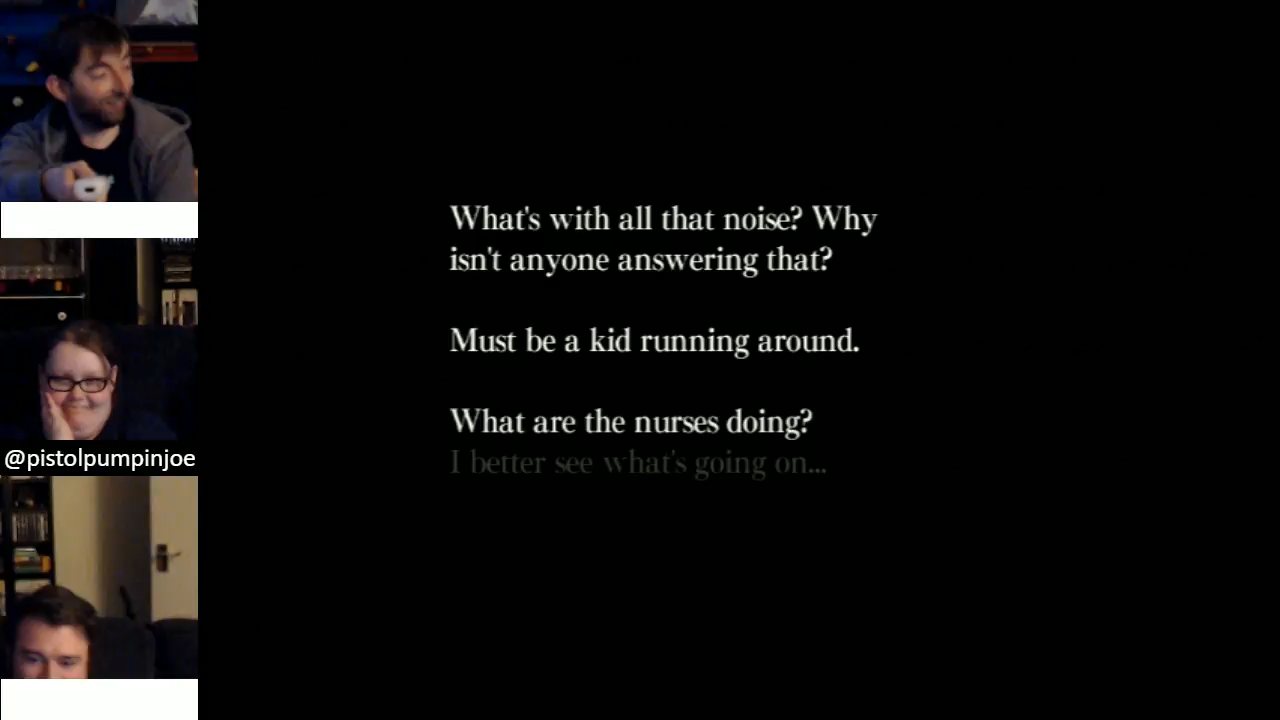 What's with all that noise? Why
isn't anyone answering that?
Must be a kid running around.
What are the nurses doing?
I better see what's going on...
@pistolpumpinjoe